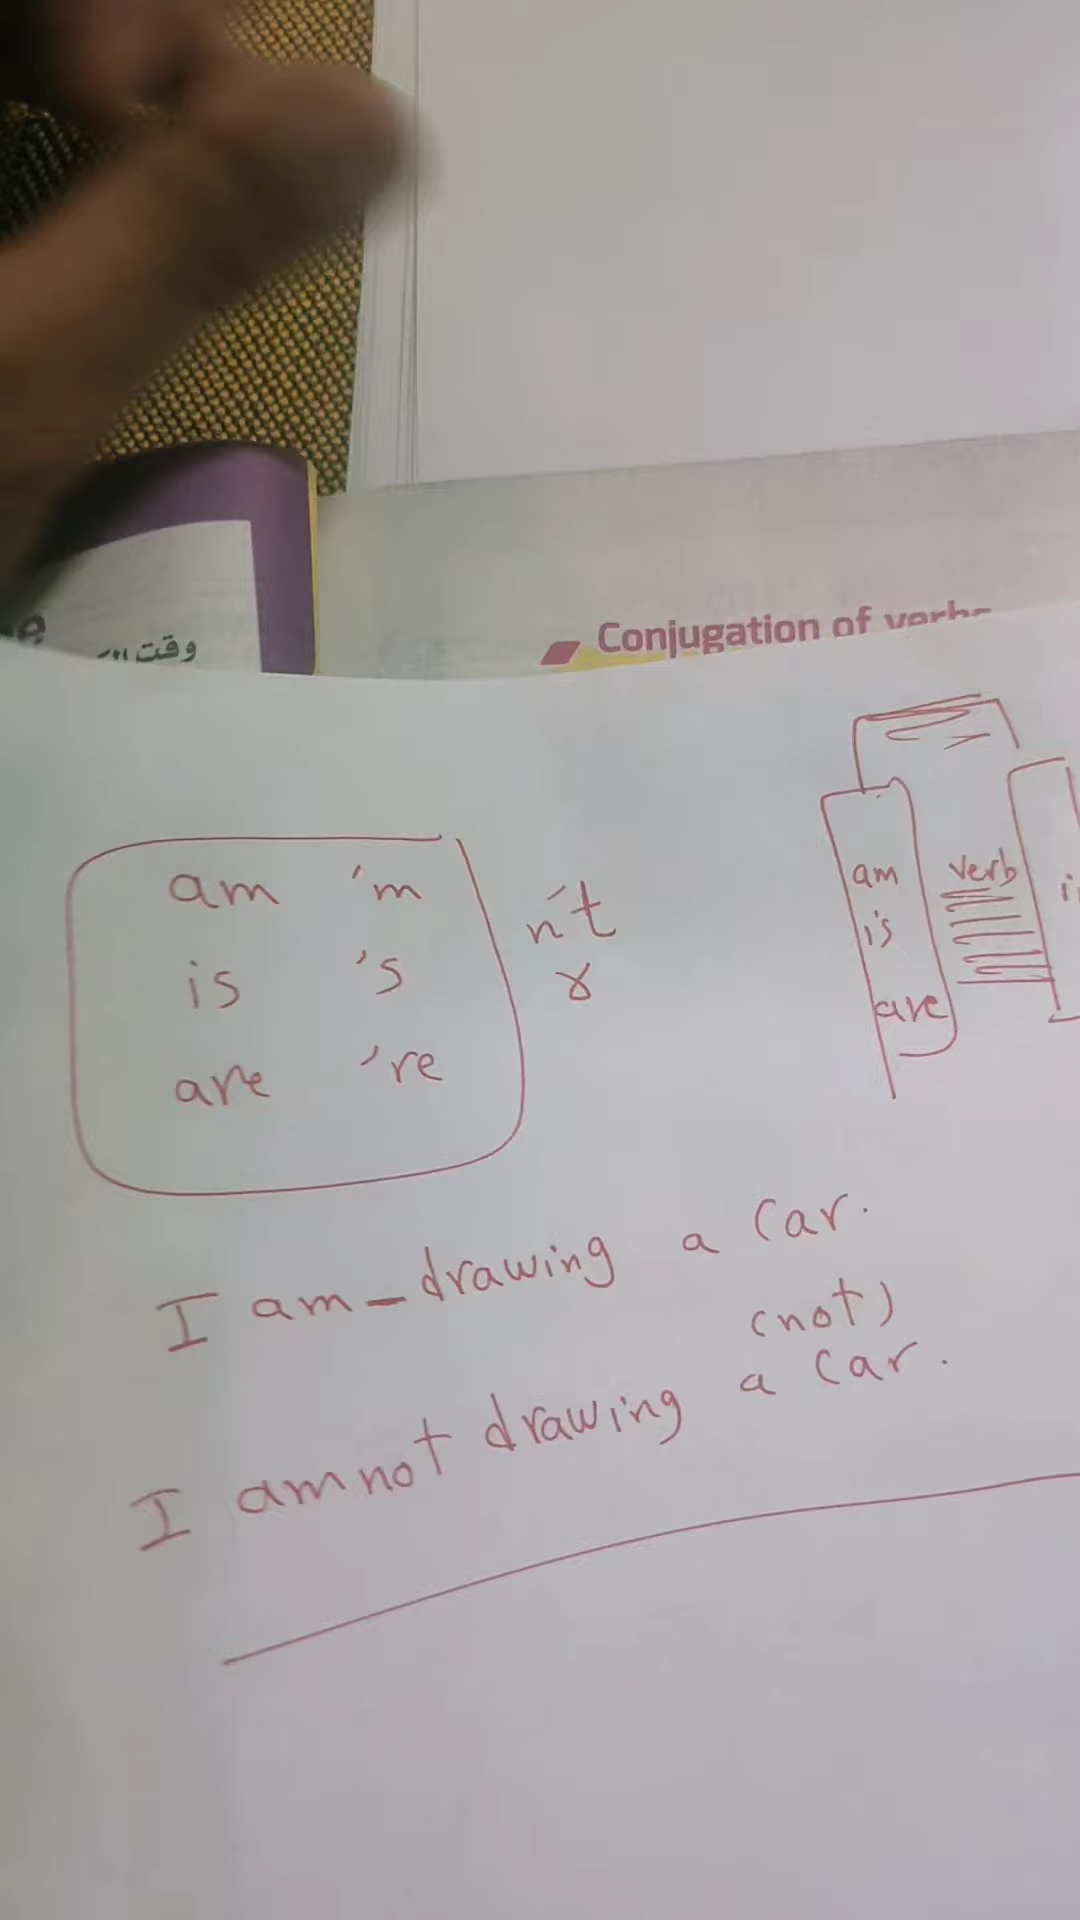 وقت
Conjugation of verbs
am 'm
is 's
are 're
n't
am
is
are
verb
I am drawing a car.
(not)
I am not drawing a car.